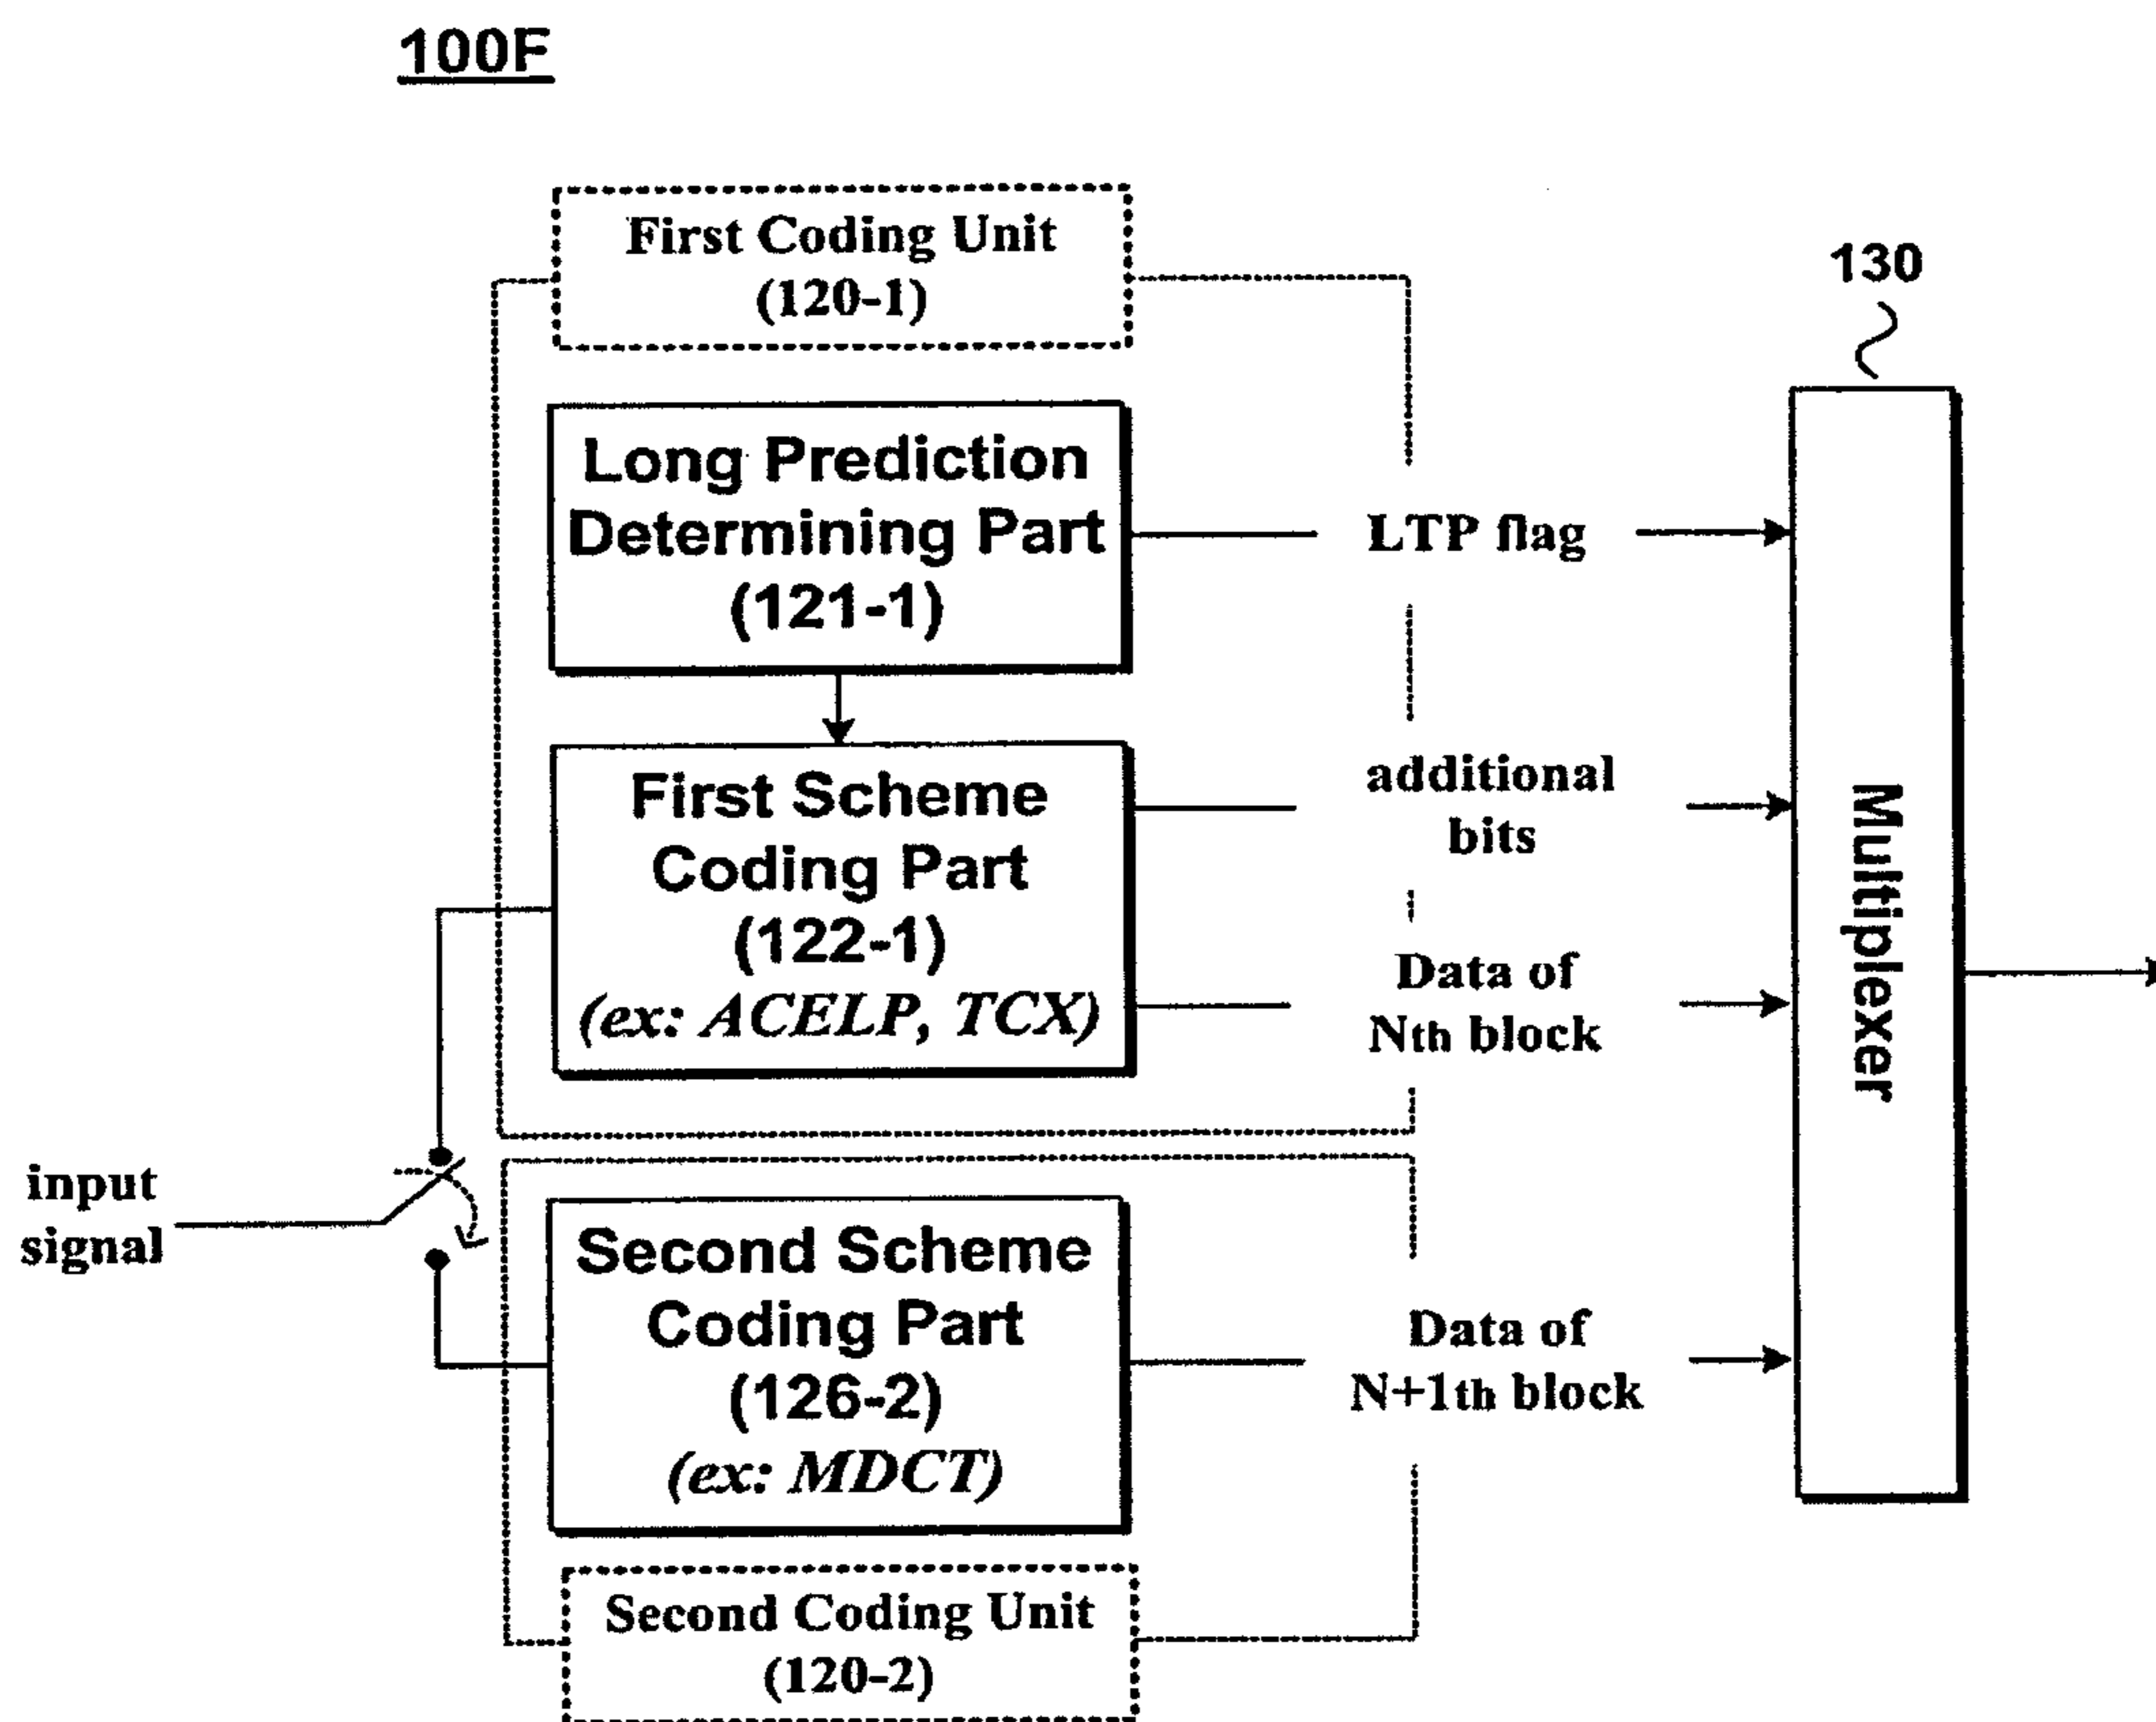 100F
First Coding Unit
(120-1)
130
Long Prediction
Determining Part
(121-1)
LTP flag
First Scheme
Coding Part
(122-1)
(ex: ACELP, TCX)
additional
bits
Data of
Nth block
Multiplexer
input
signal
Second Scheme
Coding Part
(126-2)
(ex: MDCT)
Data of
N+1th block
Second Coding Unit
(120-2)